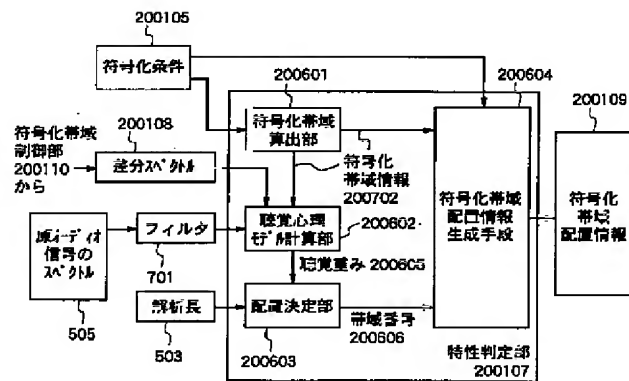 200105
符号化条件
200601
200604
200109
200108
符号化帯域
制御部
200110
から
差分スペクトル
符号化帯域
算出部
符号化
帯域情報
200702
原オーディオ
信号の
スペクトル
フィルタ
701
聴覚心理
モデル計算部
200602
符号化帯域
配置情報
生成手段
符号化
帯域
配置情報
聴覚重み 200605
505
解析長
503
配置決定部
200603
帯域番号
200606
特性判定部
200107